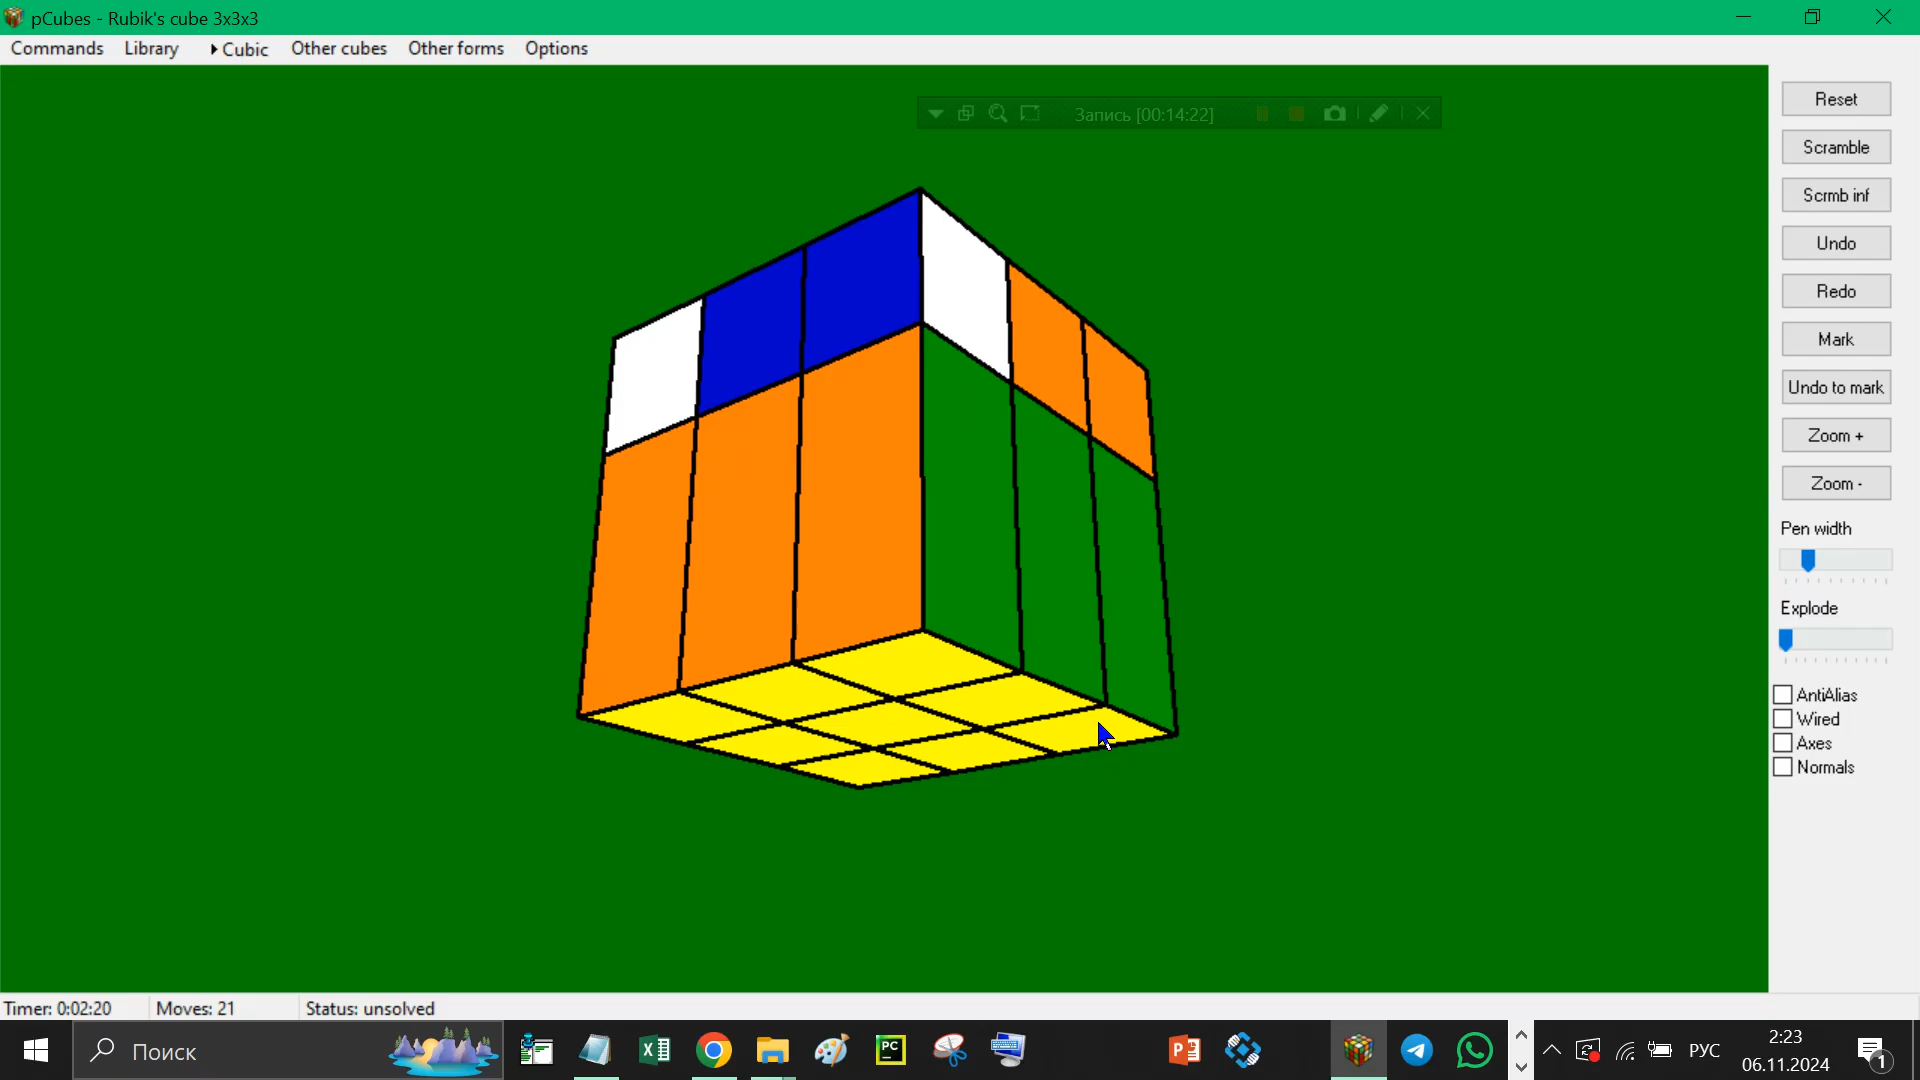 pCubes - Rubik's cube 3x3x3
Commands Library Cubic Other cubes Other forms Options
Запись [00:14:22]
Reset
Scramble
Scrmb inf
Undo
Redo
Mark
Undo to mark
Zoom +
Zoom -
Pen width
Explode
AntiAlias
Wired
Axes
Normals
Timer: 0:02:20 Moves: 21 Status: unsolved
Поиск
PC
РУС
2:23
06.11.2024
1